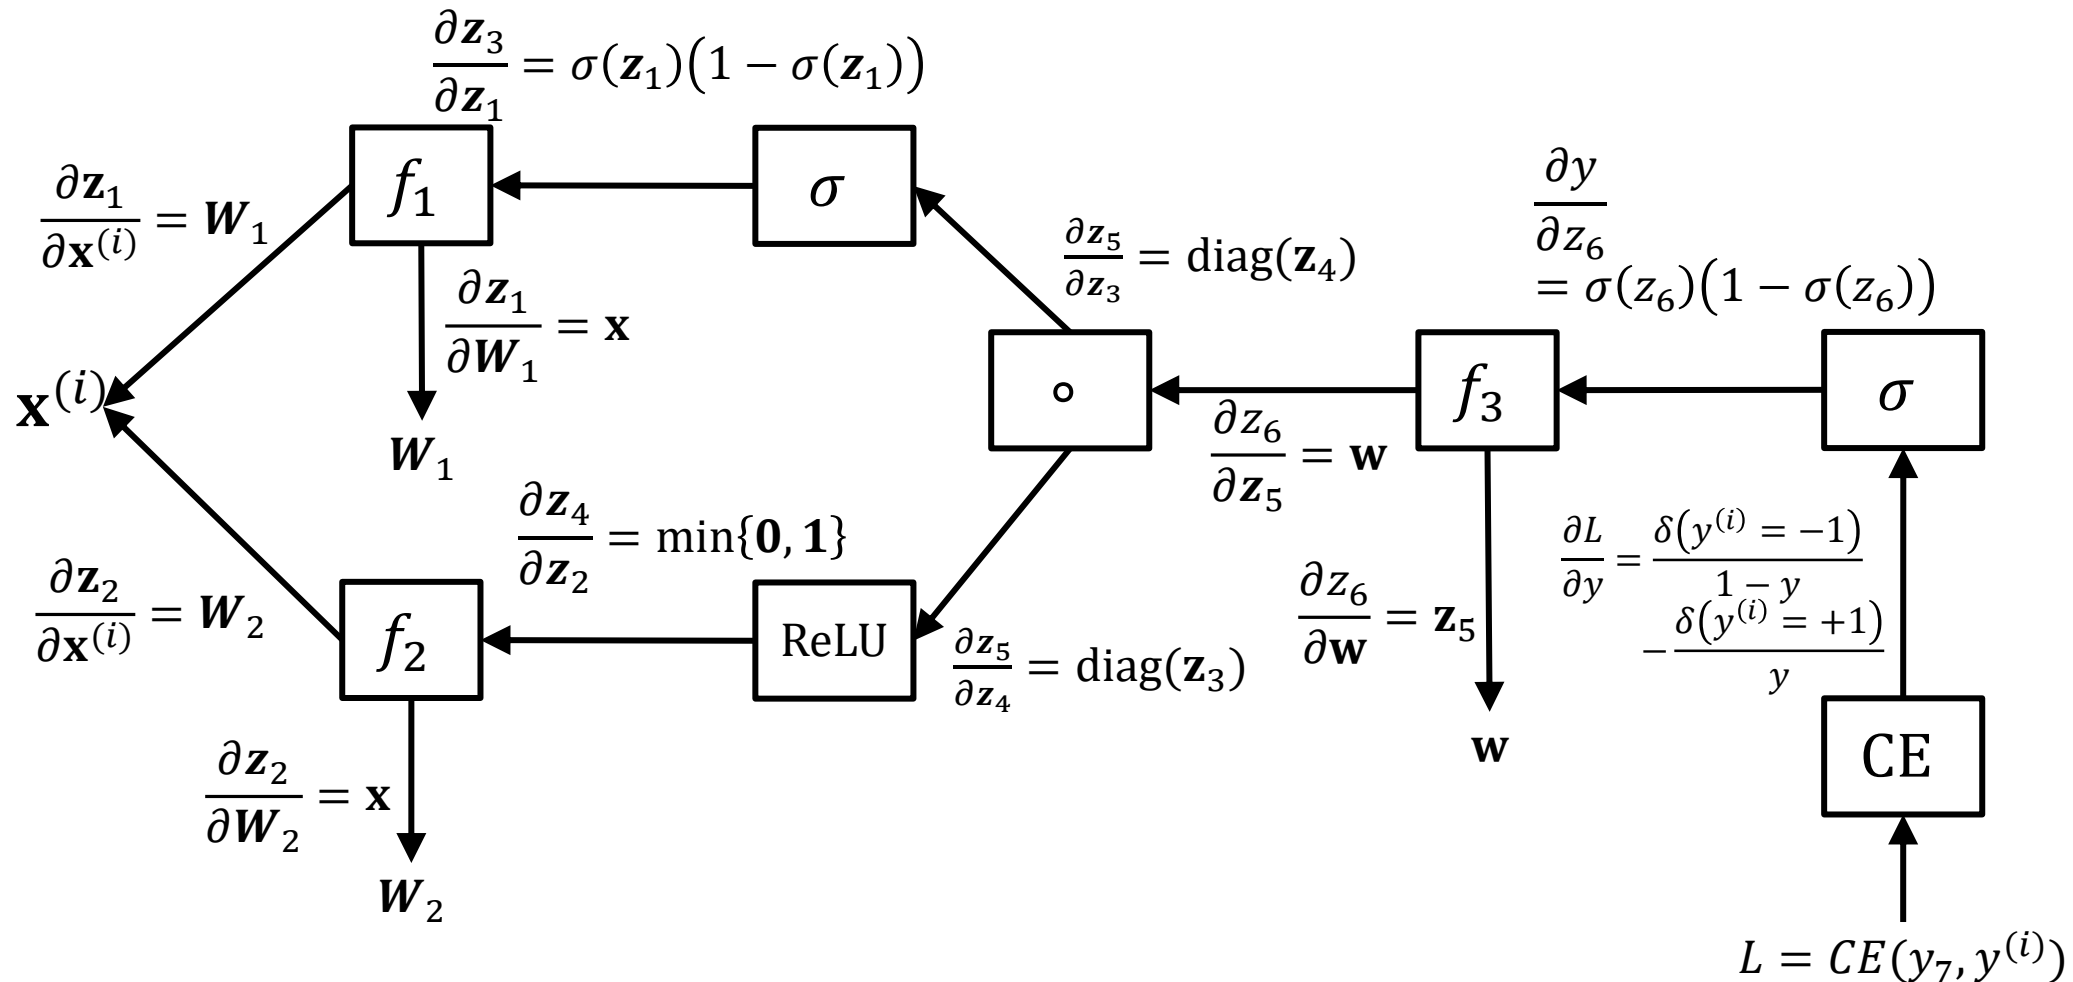 ∂z₃/∂z₁ = σ(z₁)(1 − σ(z₁))
∂z₁/∂x⁽ⁱ⁾ = W₁
f₁
σ
∂z₁/∂W₁ = x
W₁
x⁽ⁱ⁾
∂z₅/∂z₃ = diag(z₄)
∘
∂y/∂z₆
= σ(z₆)(1 − σ(z₆))
f₃
σ
∂z₆/∂z₅ = w
∂z₄/∂z₂ = min{0, 1}
∂z₂/∂x⁽ⁱ⁾ = W₂
f₂
ReLU
∂z₅/∂z₄ = diag(z₃)
∂z₂/∂W₂ = x
W₂
∂z₆/∂w = z₅
w
∂L/∂y = δ(y⁽ⁱ⁾ = −1)/(1 − y)
− δ(y⁽ⁱ⁾ = +1)/y
CE
L = CE(y₇, y⁽ⁱ⁾)